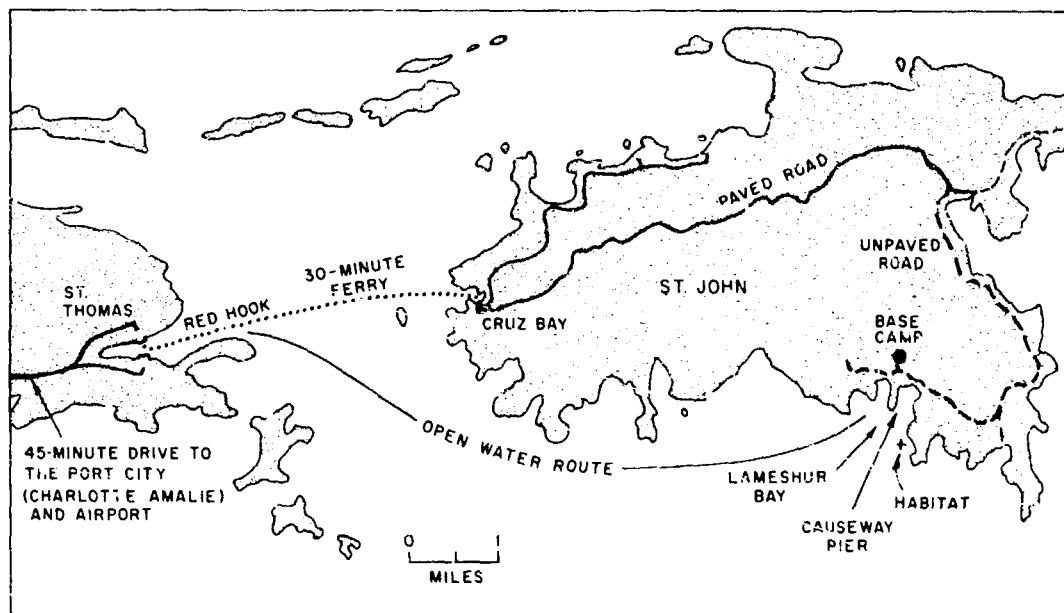 PAVED ROAD
UNPAVED
ROAD
30-MINUTE
FERRY
ST.
THOMAS
RED HOOK
ST. JOHN
CRUZ BAY
BASE
CAMP
OPEN WATER ROUTE
45-MINUTE DRIVE TO
THE PORT CITY
(CHARLOTTE AMALIE)
AND AIRPORT
LAMESHUR
BAY
HABITAT
CAUSEWAY
PIER
0 1
MILES